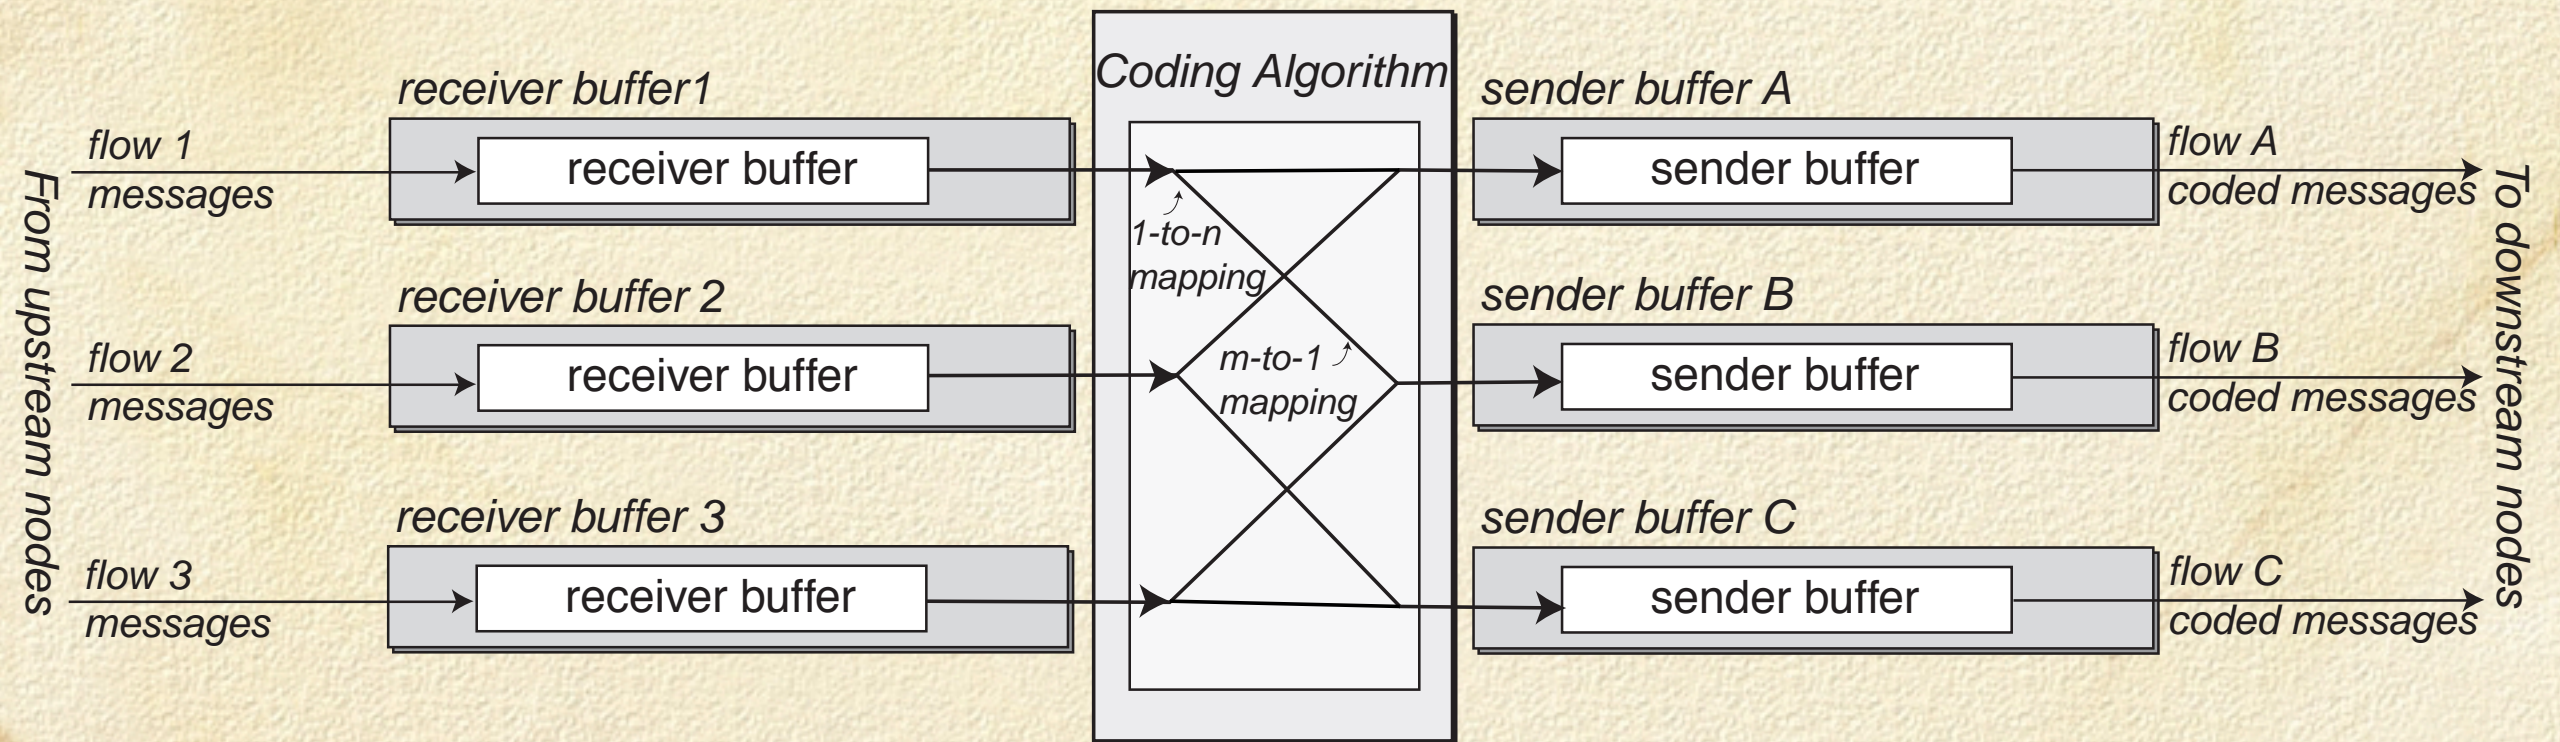 From upstream nodes
flow 1
messages
flow 2
messages
flow 3
messages
receiver buffer1
receiver buffer
receiver buffer 2
receiver buffer
receiver buffer 3
receiver buffer
Coding Algorithm
1-to-n
mapping
m-to-1
mapping
sender buffer A
sender buffer
sender buffer B
sender buffer
sender buffer C
sender buffer
flow A
coded messages
flow B
coded messages
flow C
coded messages
To downstream nodes